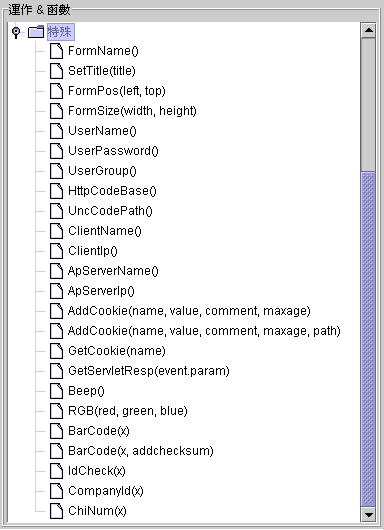 運作 & 函數
特殊
FormName()
SetTitle(title)
FormPos(left, top)
FormSize(width, height)
UserName()
UserPassword()
UserGroup()
HttpCodeBase()
UncCodePath()
ClientName()
ClientIp()
ApServerName()
ApServerIp()
AddCookie(name, value, comment, maxage)
AddCookie(name, value, comment, maxage, path)
GetCookie(name)
GetServletResp(event.param)
Beep()
RGB(red, green, blue)
BarCode(x)
BarCode(x, addchecksum)
IdCheck(x)
CompanyId(x)
ChiNum(x)